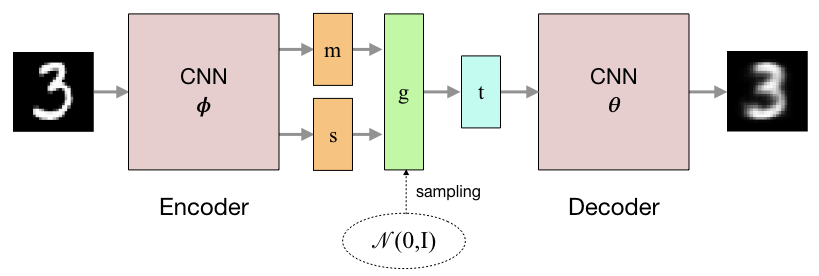 CNN
ϕ
Encoder
m
s
g
sampling
𝒩(0,I)
t
CNN
θ
Decoder
3
3